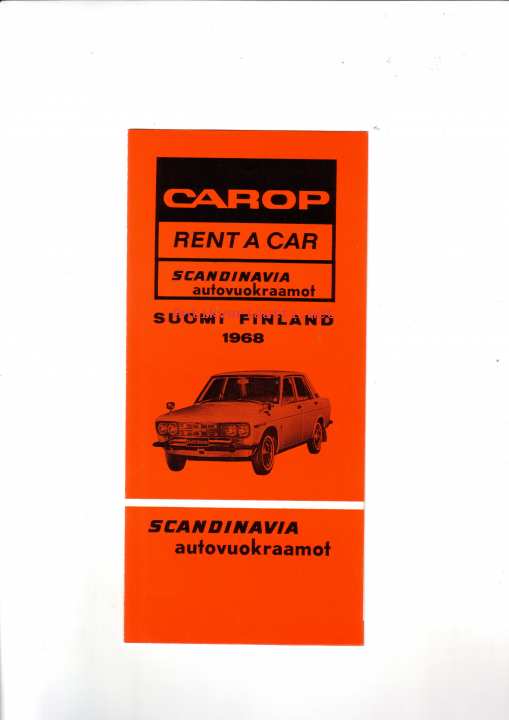 CAROP
RENT A CAR
SCANDINAVIA
autovuokraamot
SUOMI FINLAND
1968
SCANDINAVIA
autovuokraamot